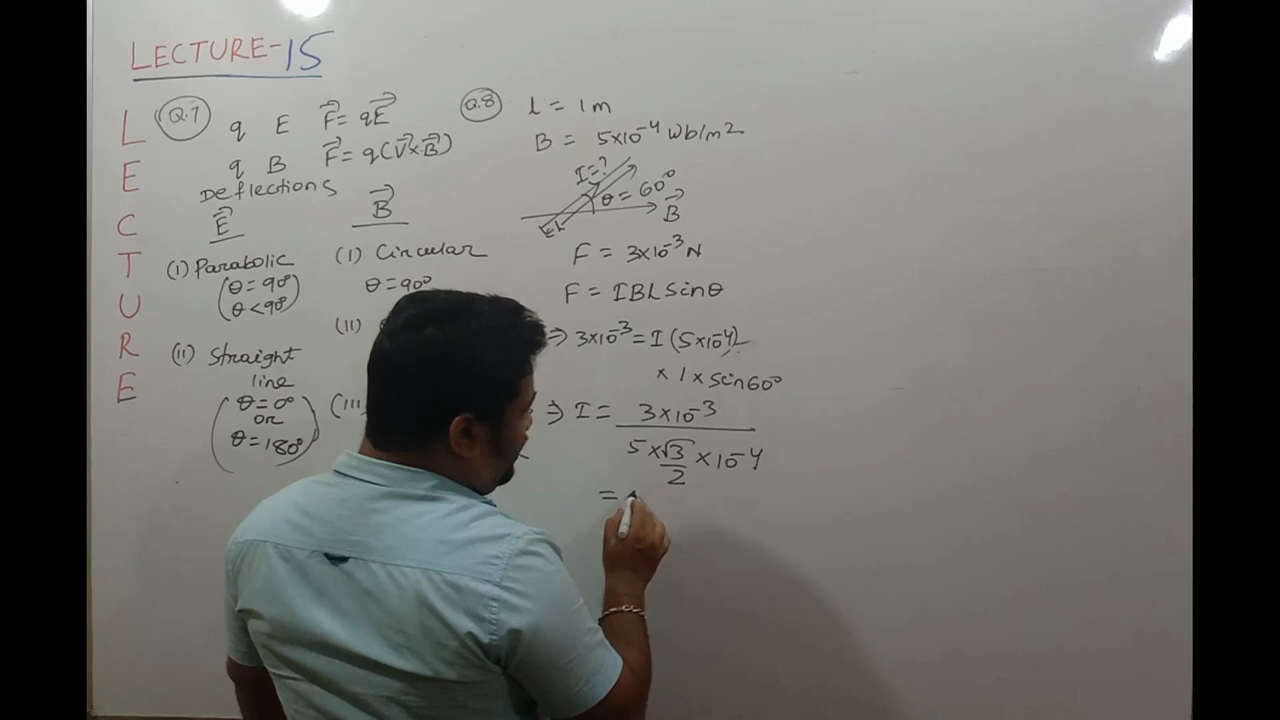 LECTURE-15
LECTURE
Q.7
q E F⃗ = qE⃗
q B F⃗ = q(V⃗×B⃗)
Deflections
E⃗
(i) Parabolic
(θ = 90°
θ < 90°)
(ii) Straight
line
(θ = 0°
or
θ = 180°)
B⃗
(i) Circular
θ = 90°
(ii)
(iii
Q.8
l = 1m
B = 5×10⁻⁴ Wb/m²
I=?
θ = 60°
B⃗
F = 3×10⁻³ N
F = IBLSinθ
⇒ 3×10⁻³ = I (5×10⁻⁴)
× 1 × sin60°
⇒ I = 3×10⁻³
5×√3/2 ×10⁻⁴
=